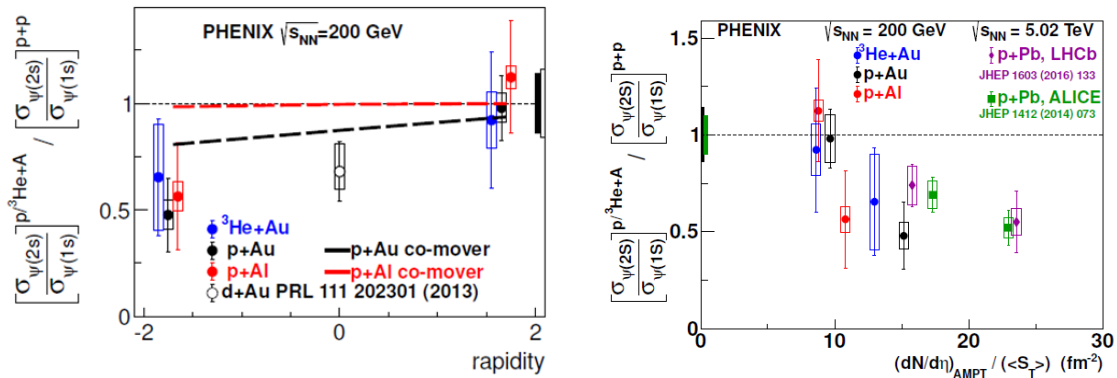 PHENIX √sNN=200 GeV
[σψ(2s) / σψ(1s)]p/³He+A / [σψ(2s) / σψ(1s)]p+p
1
0.5
0
³He+Au
p+Au
p+Al
d+Au PRL 111 202301 (2013)
p+Au co-mover
p+Al co-mover
-2
0
2
rapidity
PHENIX
√sNN = 200 GeV
√sNN = 5.02 TeV
³He+Au
p+Au
p+Al
p+Pb, LHCb
JHEP 1603 (2016) 133
p+Pb, ALICE
JHEP 1412 (2014) 073
[σψ(2S) / σψ(1S)]p/³He+A / [σψ(2S) / σψ(1S)]p+p
1.5
1
0.5
0
0
10
20
30
(dN/dη)AMPT / (<ST>) (fm⁻²)